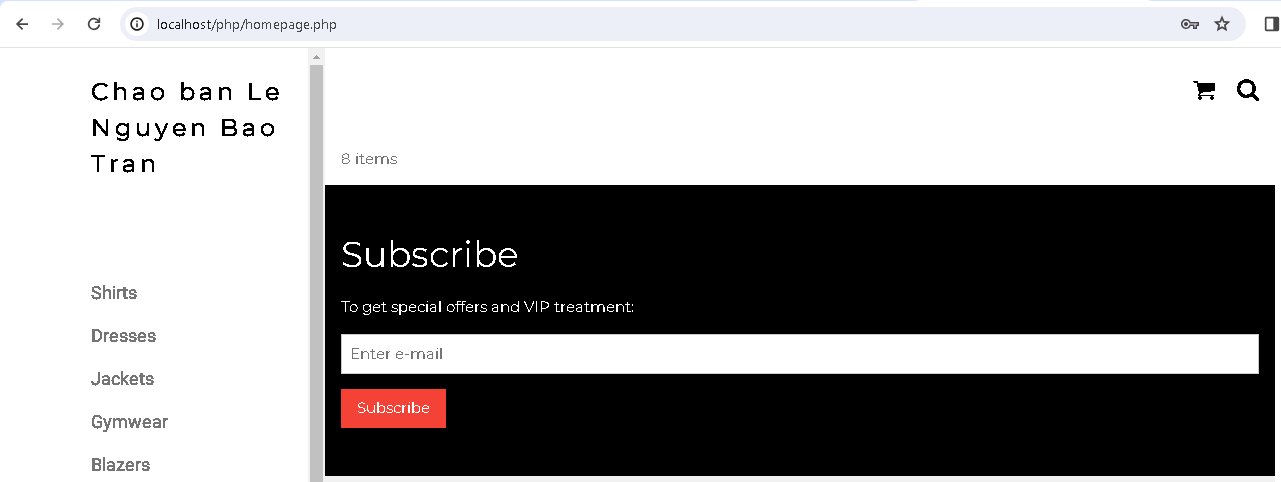 localhost/php/homepage.php
Chao ban Le
Nguyen Bao
Tran
Shirts
Dresses
Jackets
Gymwear
Blazers
8 items
Subscribe
To get special offers and VIP treatment:
Enter e-mail
Subscribe